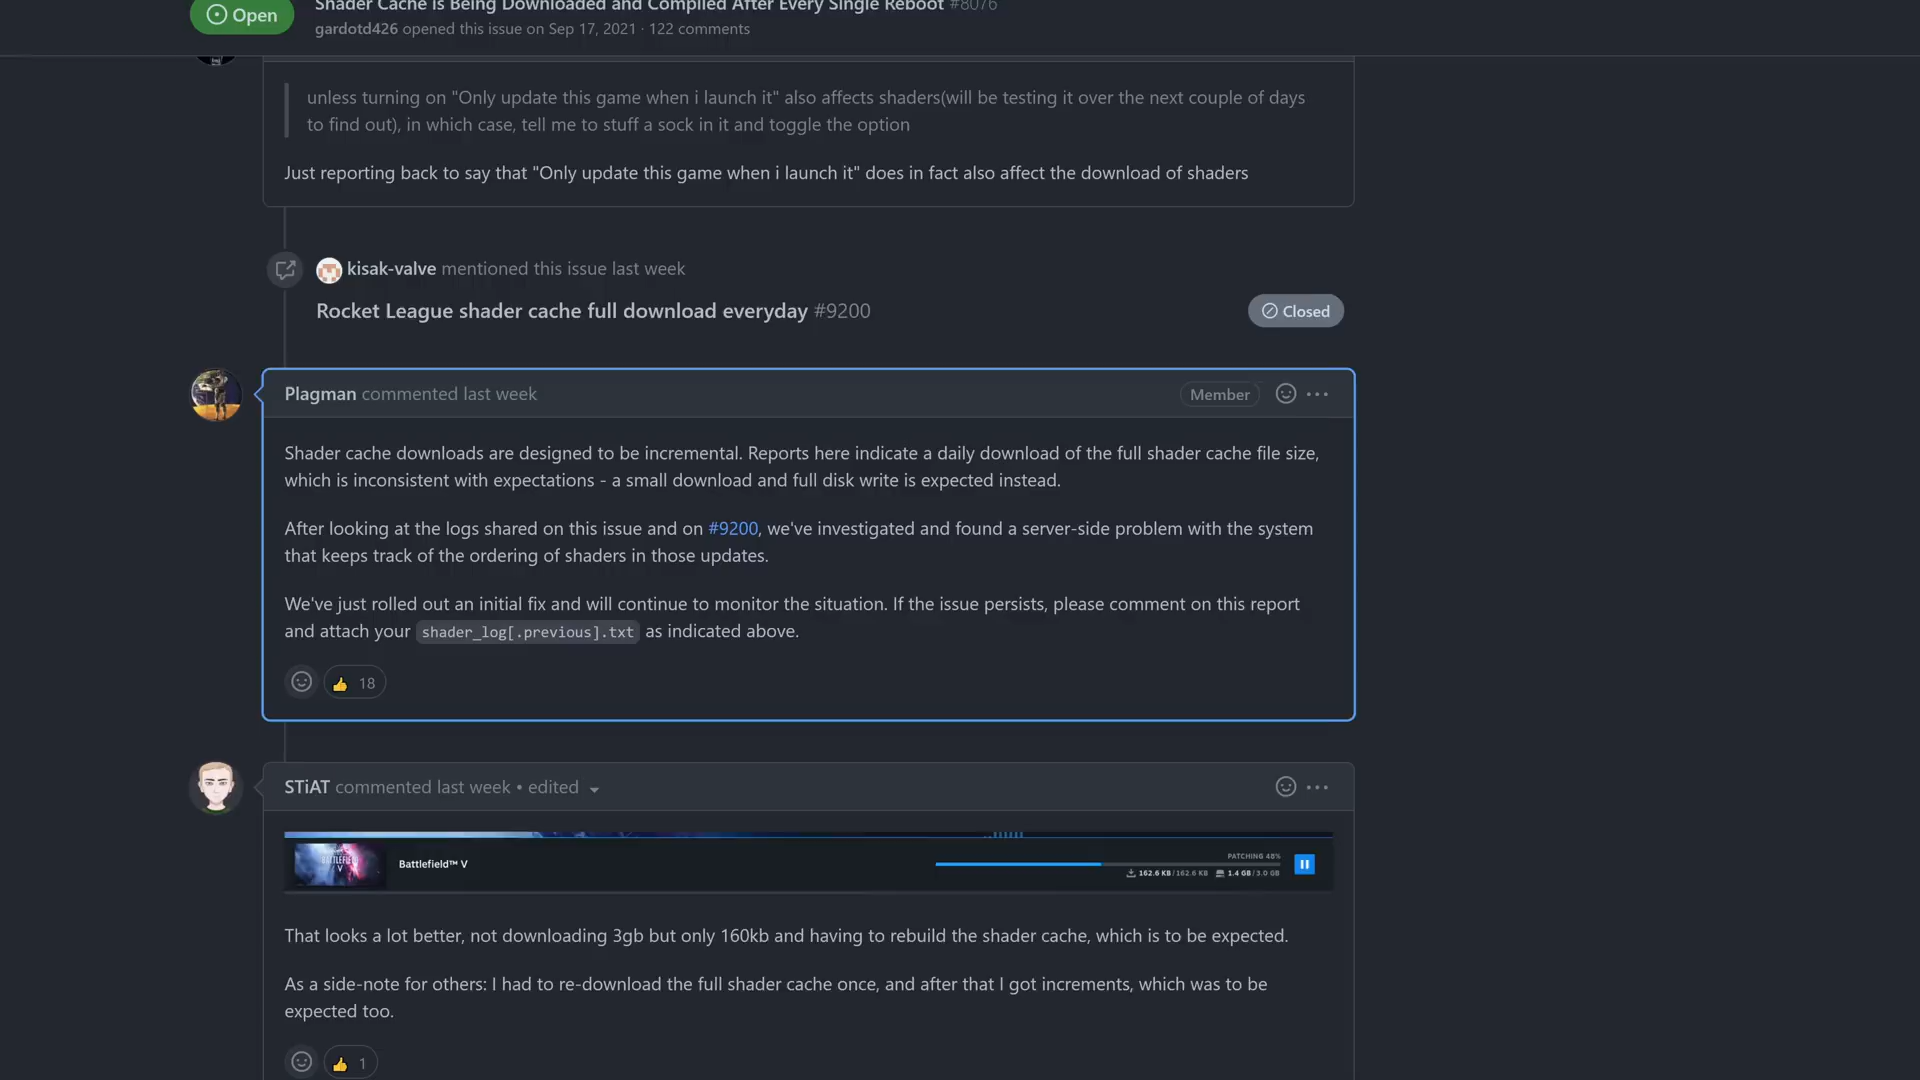 Open
Shader Cache is Being Downloaded and Compiled After Every Single Reboot #8076
gardotd426 opened this issue on Sep 17, 2021 · 122 comments
unless turning on "Only update this game when i launch it" also affects shaders(will be testing it over the next couple of days
to find out), in which case, tell me to stuff a sock in it and toggle the option
Just reporting back to say that "Only update this game when i launch it" does in fact also affect the download of shaders
kisak-valve mentioned this issue last week
Rocket League shader cache full download everyday #9200
Closed
Plagman commented last week
Member
Shader cache downloads are designed to be incremental. Reports here indicate a daily download of the full shader cache file size,
which is inconsistent with expectations - a small download and full disk write is expected instead.
After looking at the logs shared on this issue and on #9200, we've investigated and found a server-side problem with the system
that keeps track of the ordering of shaders in those updates.
We've just rolled out an initial fix and will continue to monitor the situation. If the issue persists, please comment on this report
and attach your shader_log[.previous].txt as indicated above.
👍 18
STiAT commented last week • edited
BATTLEFIELD V
Battlefield™ V
PATCHING 48%
162.6 KB / 162.6 KB 1.4 GB / 3.0 GB
That looks a lot better, not downloading 3gb but only 160kb and having to rebuild the shader cache, which is to be expected.
As a side-note for others: I had to re-download the full shader cache once, and after that I got increments, which was to be
expected too.
👍 1